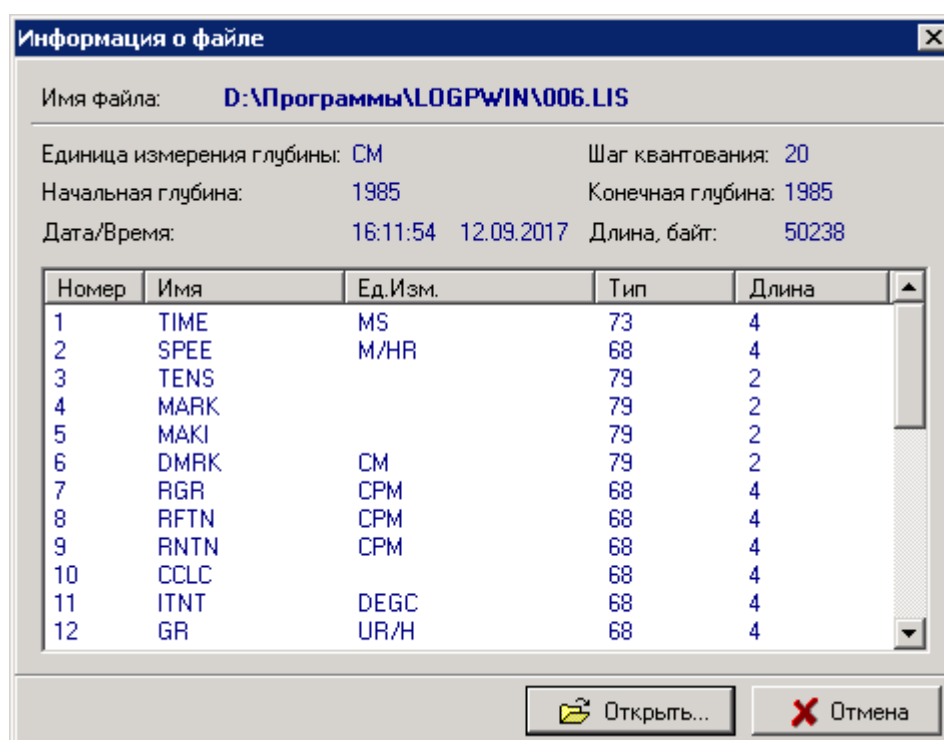 Информация о файле
Имя файла: D:\Программы\LOGPWIN\006.LIS
Единица измерения глубины: СМ Шаг квантования: 20
Начальная глубина: 1985 Конечная глубина: 1985
Дата/Время: 16:11:54 12.09.2017 Длина, байт: 50238
Номер Имя Ед.Изм. Тип Длина
1 TIME MS 73 4
2 SPEE M/HR 68 4
3 TENS 79 2
4 MARK 79 2
5 MAKI 79 2
6 DMRK CM 79 2
7 RGR CPM 68 4
8 RFTN CPM 68 4
9 RNTN CPM 68 4
10 CCLC 68 4
11 ITNT DEGC 68 4
12 GR UR/H 68 4
Открыть... Отмена